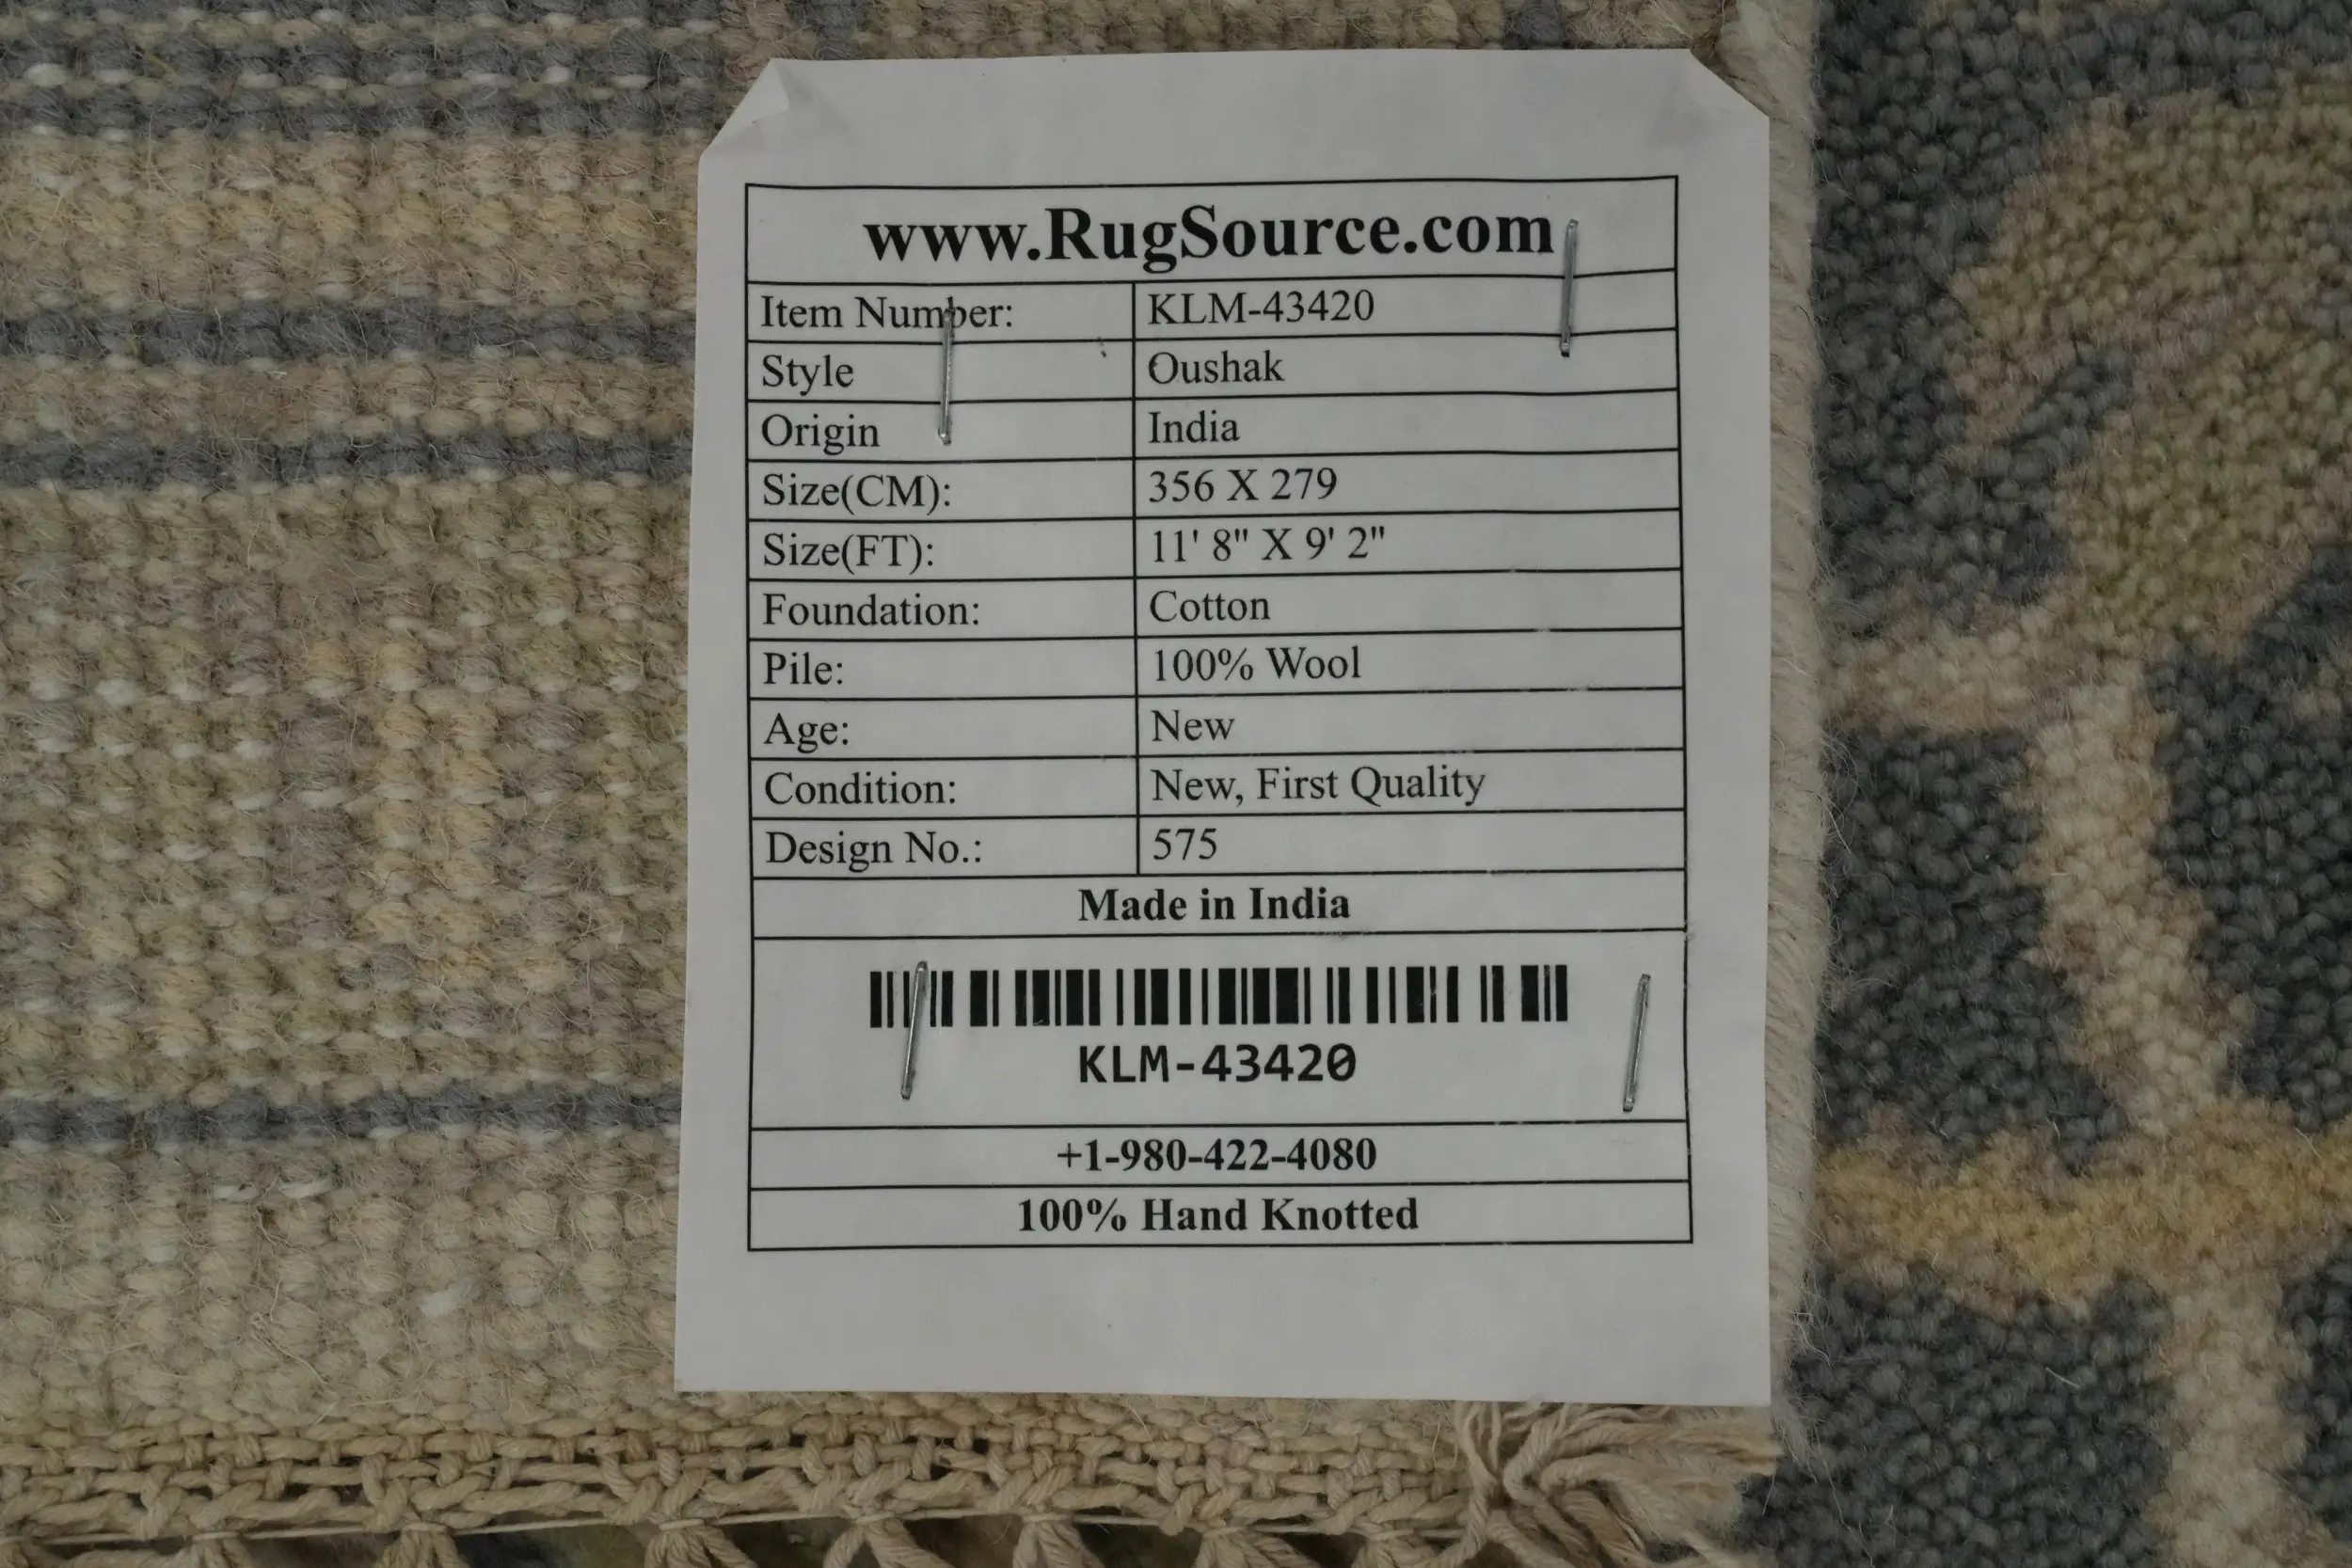 www.RugSource.com
Item Number: KLM-43420
Style Oushak
Origin India
Size(CM): 356 X 279
Size(FT): 11' 8" X 9' 2"
Foundation: Cotton
Pile: 100% Wool
Age: New
Condition: New, First Quality
Design No.: 575
Made in India
KLM-43420
+1-980-422-4080
100% Hand Knotted